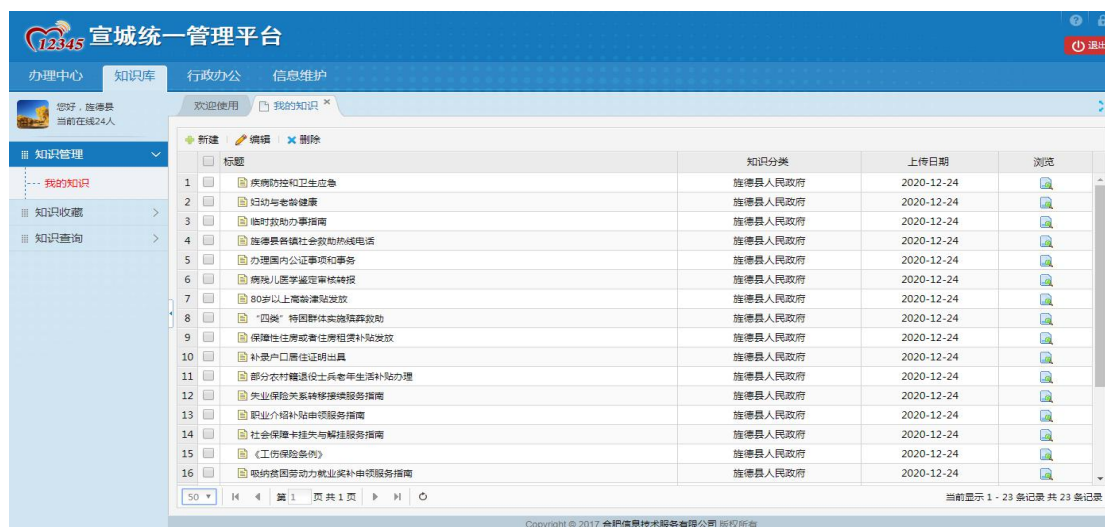 12345 宣城统一管理平台
退出
办理中心 知识库 行政办公 信息维护
您好，旌德县
当前在线24人
欢迎使用 我的知识 ×
新建 编辑 删除
知识管理
我的知识
知识收藏
知识查询
标题 知识分类 上传日期 浏览
1 疾病防控和卫生应急 旌德县人民政府 2020-12-24
2 妇幼与老龄健康 旌德县人民政府 2020-12-24
3 临时救助办事指南 旌德县人民政府 2020-12-24
4 旌德县各镇社会救助热线电话 旌德县人民政府 2020-12-24
5 办理国内公证事项和事务 旌德县人民政府 2020-12-24
6 病残儿医学鉴定审核转报 旌德县人民政府 2020-12-24
7 80岁以上高龄津贴发放 旌德县人民政府 2020-12-24
8 “四类”特困群体实施殡葬救助 旌德县人民政府 2020-12-24
9 保障性住房或者住房租赁补贴发放 旌德县人民政府 2020-12-24
10 补录户口居住证明出具 旌德县人民政府 2020-12-24
11 部分农村籍退役士兵老年生活补贴办理 旌德县人民政府 2020-12-24
12 失业保险关系转移接续服务指南 旌德县人民政府 2020-12-24
13 职业介绍补贴申领服务指南 旌德县人民政府 2020-12-24
14 社会保障卡挂失与解挂服务指南 旌德县人民政府 2020-12-24
15 《工伤保险条例》 旌德县人民政府 2020-12-24
16 吸纳贫困劳动力就业奖补申领服务指南 旌德县人民政府 2020-12-24
50 第 1 页共1页 当前显示 1 - 23 条记录 共 23 条记录
Copyright © 2017 合肥信息技术服务有限公司 版权所有